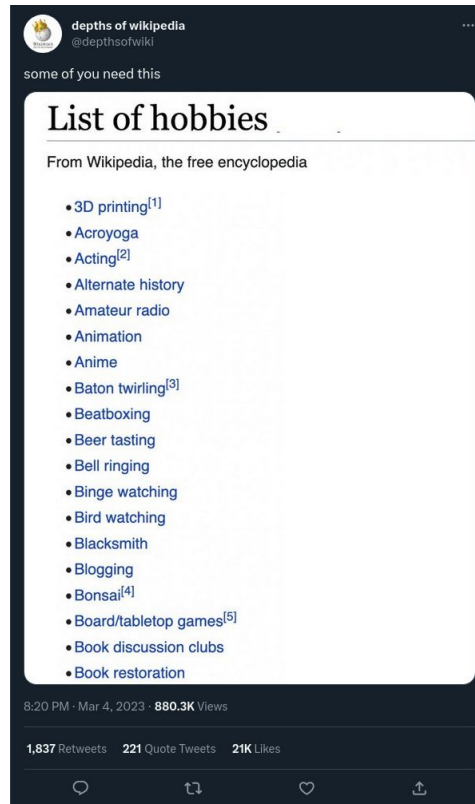 depths of wikipedia
@depthsofwiki
some of you need this
List of hobbies
From Wikipedia, the free encyclopedia
• 3D printing[1]
• Acroyoga
• Acting[2]
• Alternate history
• Amateur radio
• Animation
• Anime
• Baton twirling[3]
• Beatboxing
• Beer tasting
• Bell ringing
• Binge watching
• Bird watching
• Blacksmith
• Blogging
• Bonsai[4]
• Board/tabletop games[5]
• Book discussion clubs
• Book restoration
8:20 PM · Mar 4, 2023 · 880.3K Views
1,837 Retweets 221 Quote Tweets 21K Likes